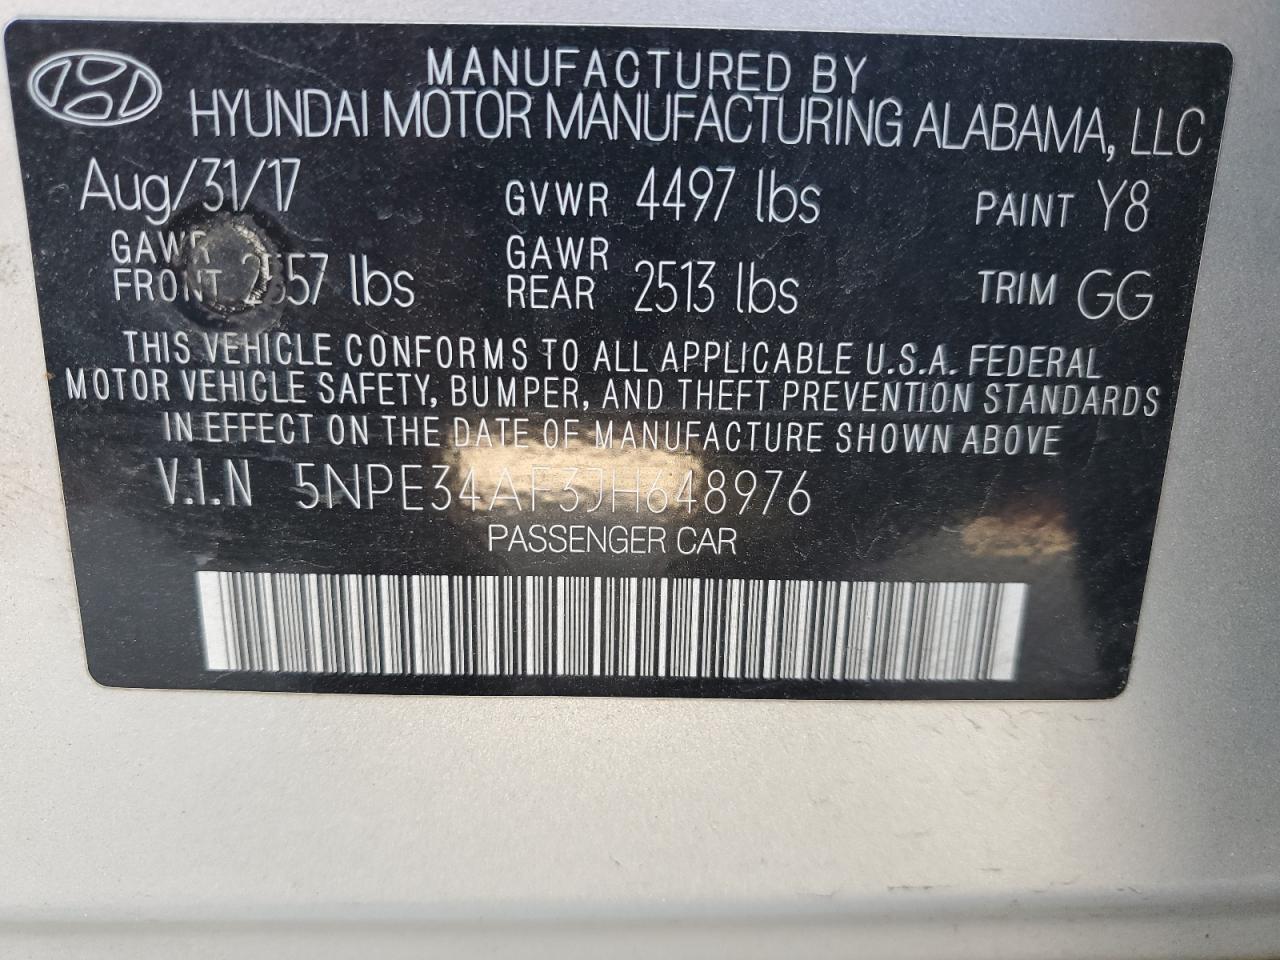 MANUFACTURED BY
HYUNDAI MOTOR MANUFACTURING ALABAMA, LLC
Aug/31/17 GVWR 4497 lbs PAINT Y8
GAWR FRONT lbs GAWR REAR 2513 lbs TRIM GG
THIS VEHICLE CONFORMS TO ALL APPLICABLE U.S.A. FEDERAL
MOTOR VEHICLE SAFETY, BUMPER, AND THEFT PREVENTION STANDARDS
IN EFFECT ON THE DATE OF MANUFACTURE SHOWN ABOVE
V.I.N 5NPE34AF3JH648976
PASSENGER CAR